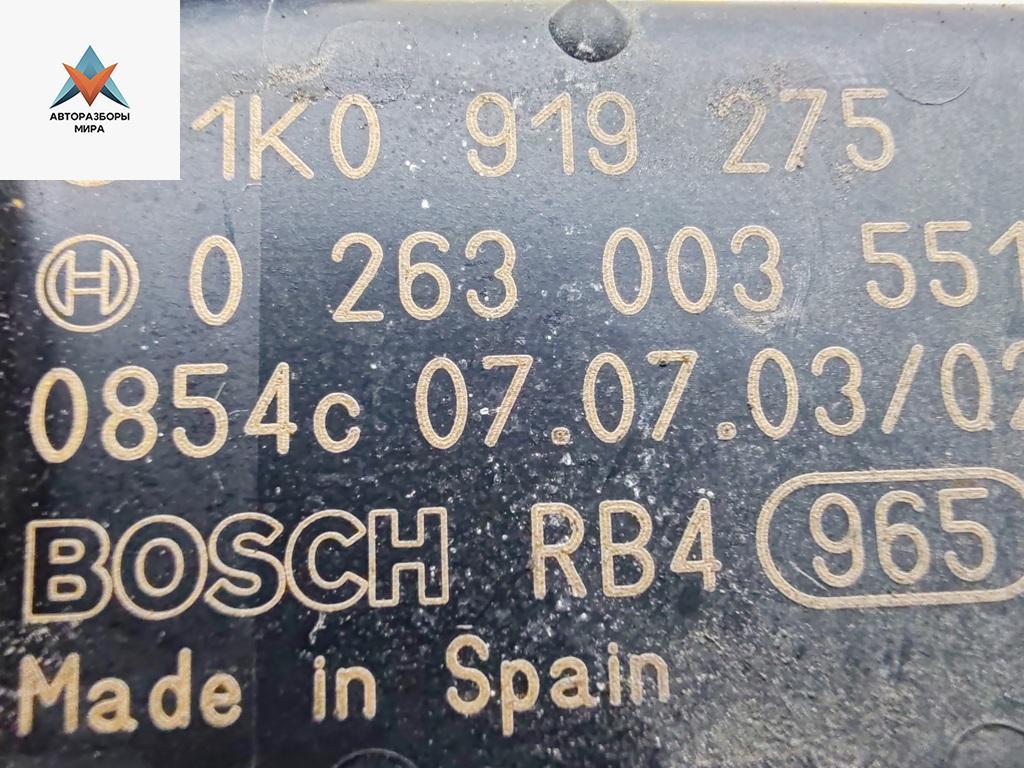 АВТОРАЗБОРЫ
МИРА
1K0 919 275
0 263 003 551
0854c 07.07.03/02
BOSCH RB4 965
Made in Spain